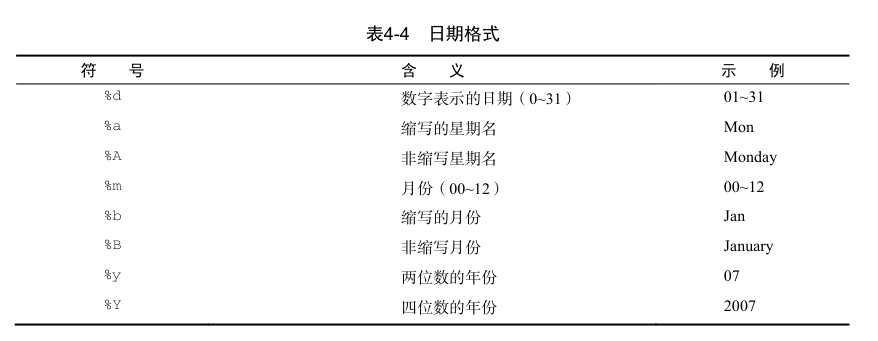 表4-4 日期格式
符 号 含 义 示 例
%d 数字表示的日期（0~31） 01~31
%a 缩写的星期名 Mon
%A 非缩写星期名 Monday
%m 月份（00~12） 00~12
%b 缩写的月份 Jan
%B 非缩写月份 January
%y 两位数的年份 07
%Y 四位数的年份 2007